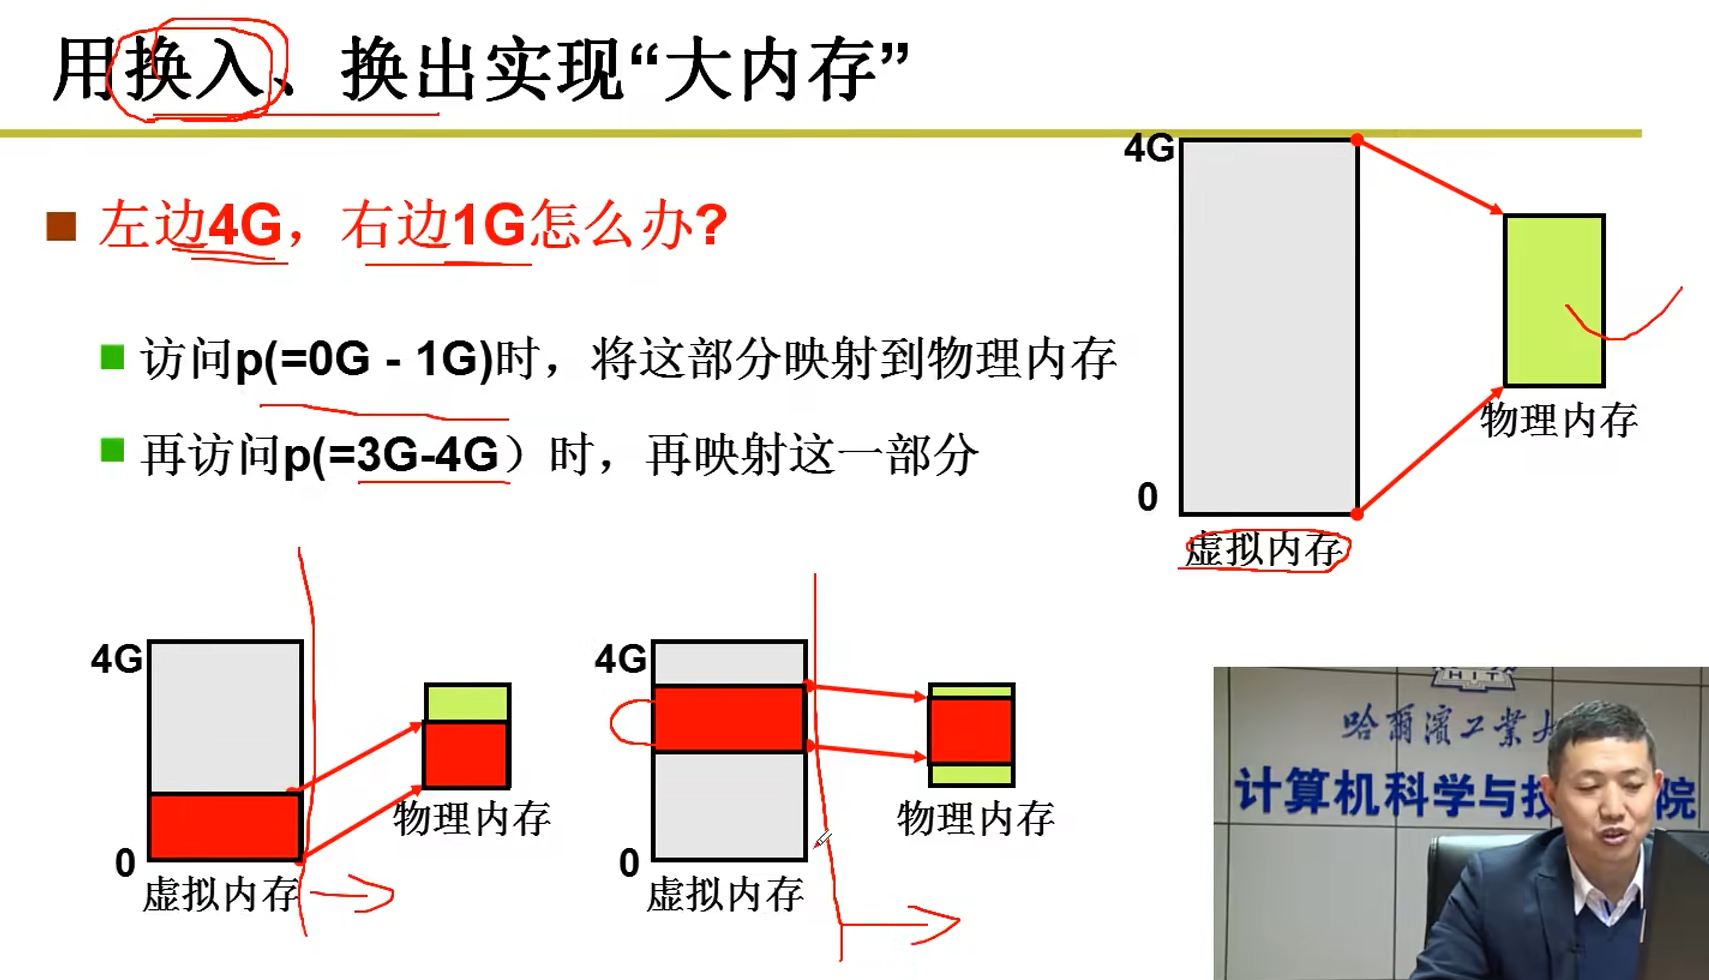 用换入、换出实现“大内存”
左边4G，右边1G怎么办?
访问p(=0G - 1G)时，将这部分映射到物理内存
再访问p(=3G-4G）时，再映射这一部分
4G
0
虚拟内存
物理内存
4G
0
虚拟内存
物理内存
4G
0
虚拟内存
物理内存
HIT
哈爾濱工業大
计算机科学与技
院